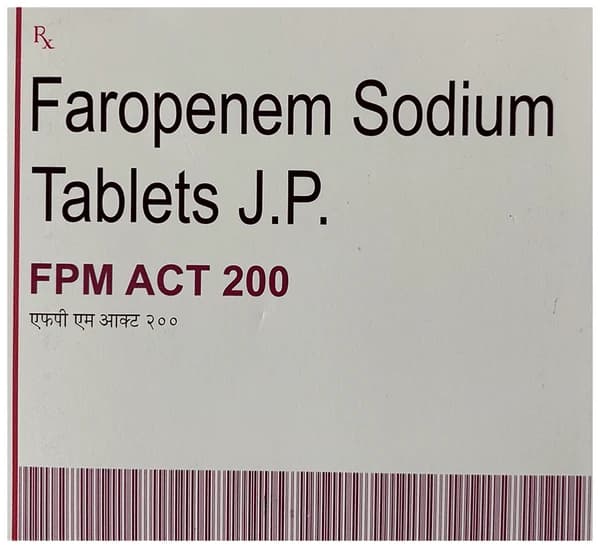 Rx
Faropenem Sodium
Tablets J.P.
FPM ACT 200
एफपी एम आक्ट २००